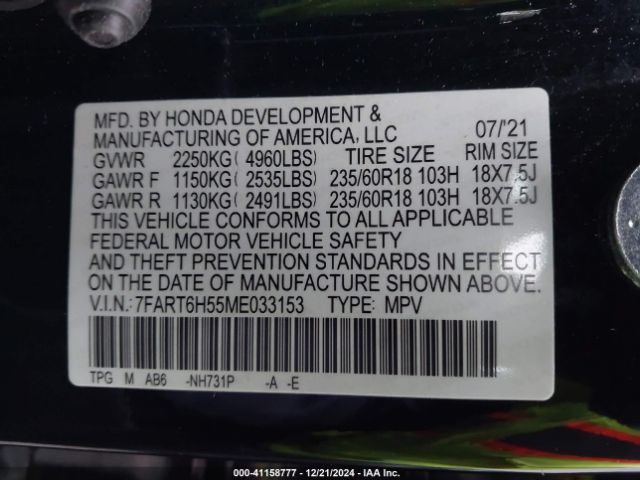 MFD. BY HONDA DEVELOPMENT &
MANUFACTURING OF AMERICA, LLC 07/'21
GVWR 2250KG( 4960LBS) TIRE SIZE RIM SIZE
GAWR F 1150KG( 2535LBS) 235/60R18 103H 18X7.5J
GAWR R 1130KG( 2491LBS) 235/60R18 103H 18X7.5J
THIS VEHICLE CONFORMS TO ALL APPLICABLE
FEDERAL MOTOR VEHICLE SAFETY
AND THEFT PREVENTION STANDARDS IN EFFECT
ON THE DATE OF MANUFACTURE SHOWN ABOVE.
V.I.N.: 7FART6H55ME033153 TYPE: MPV
TPG M AB6 -NH731P -A -E
000-41158777 - 12/21/2024 - IAA Inc.